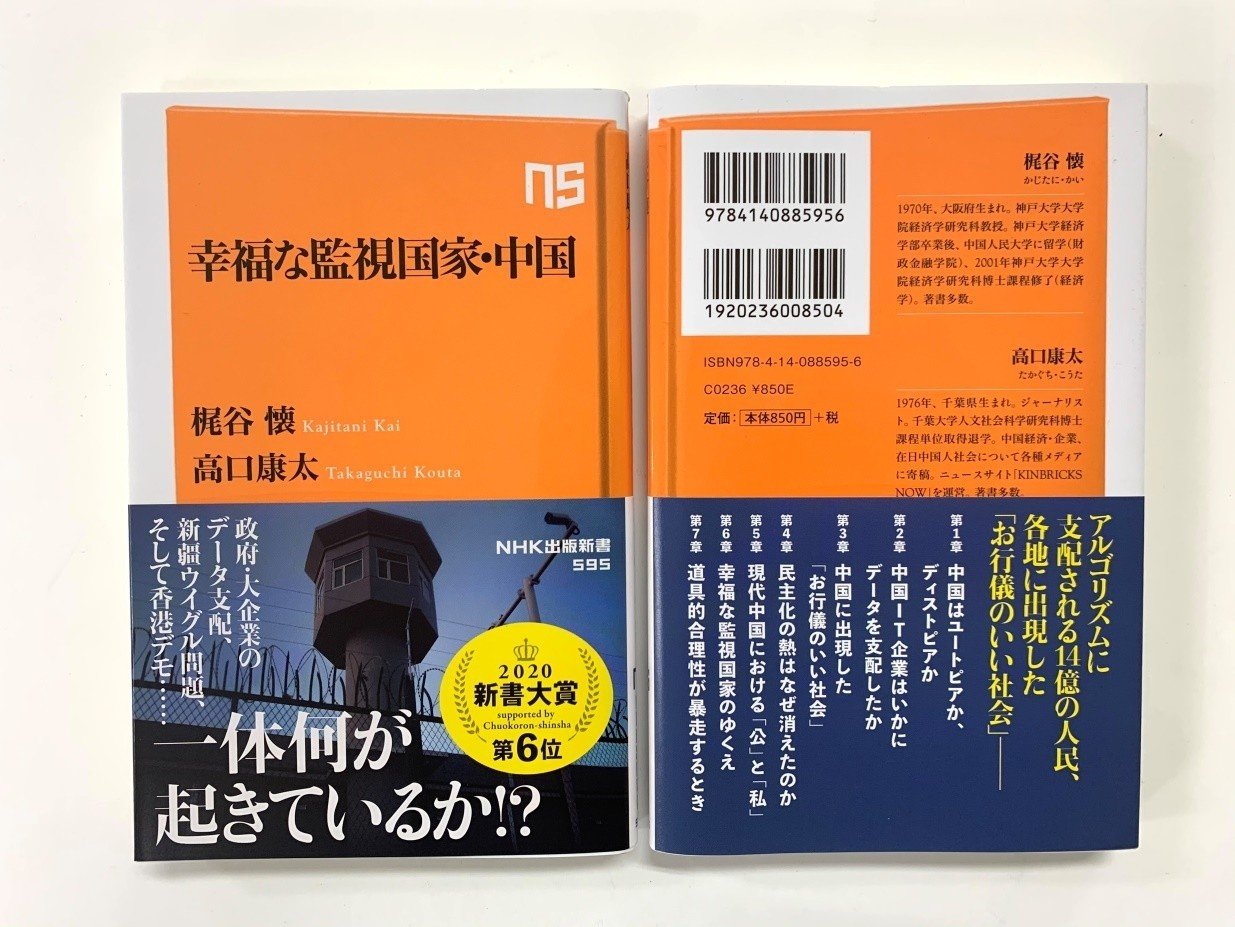 ns
幸福な監視国家・中国
梶谷 懐 Kajitani Kai
高口康太 Takaguchi Kouta
NHK出版新書
595
政府・大企業の
データ支配、
新疆ウイグル問題、
そして香港デモ……
一体何が
起きているか!?
2020
新書大賞
supported by
Chuokoron-shinsha
第6位
9784140885956
1920236008504
ISBN978-4-14-088595-6
C0236 ¥850E
定価：本体850円＋税
梶谷 懐
かじたに・かい
1970年、大阪府生まれ。神戸大学大学
院経済学研究科教授。神戸大学経済
学部卒業後、中国人民大学に留学（財
政金融学院）、2001年神戸大学大学
院経済学研究科博士課程修了（経済
学）。著書多数。
高口康太
たかぐち・こうた
1976年、千葉県生まれ。ジャーナリス
ト。千葉大学人文社会科学研究科博士
課程単位取得退学。中国経済・企業、
在日中国人社会について各種メディア
に寄稿。ニュースサイト「KINBRICKS
NOW」を運営。著書多数。
アルゴリズムに
支配される14億の人民、
各地に出現した
「お行儀のいい社会」――
第1章 中国はユートピアか、
ディストピアか
第2章 中国IT企業はいかに
データを支配したか
第3章 中国に出現した
「お行儀のいい社会」
第4章 民主化の熱はなぜ消えたのか
第5章 現代中国における「公」と「私」
第6章 幸福な監視国家のゆくえ
第7章 道具的合理性が暴走するとき